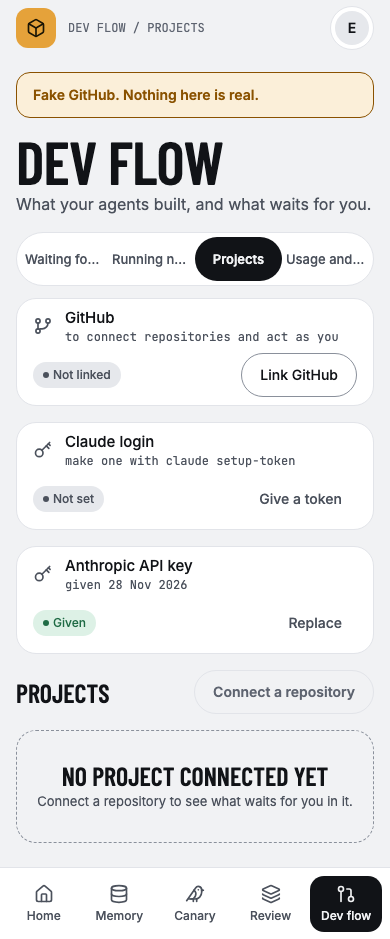 DEV FLOW / PROJECTS
E
Fake GitHub. Nothing here is real.
DEV FLOW
What your agents built, and what waits for you.
Waiting fo...
Running n...
Projects
Usage and...
GitHub
to connect repositories and act as you
Not linked
Link GitHub
Claude login
make one with claude setup-token
Not set
Give a token
Anthropic API key
given 28 Nov 2026
Given
Replace
PROJECTS
Connect a repository
NO PROJECT CONNECTED YET
Connect a repository to see what waits for you in it.
Home
Memory
Canary
Review
Dev flow